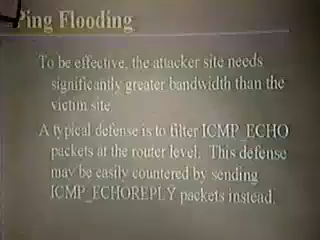 Ping Flooding
To be effective, the attacker site needs
significantly greater bandwidth than the
victim site.
A typical defense is to filter ICMP_ECHO
packets at the router level. This defense
may be easily countered by sending
ICMP_ECHOREPLY packets instead.